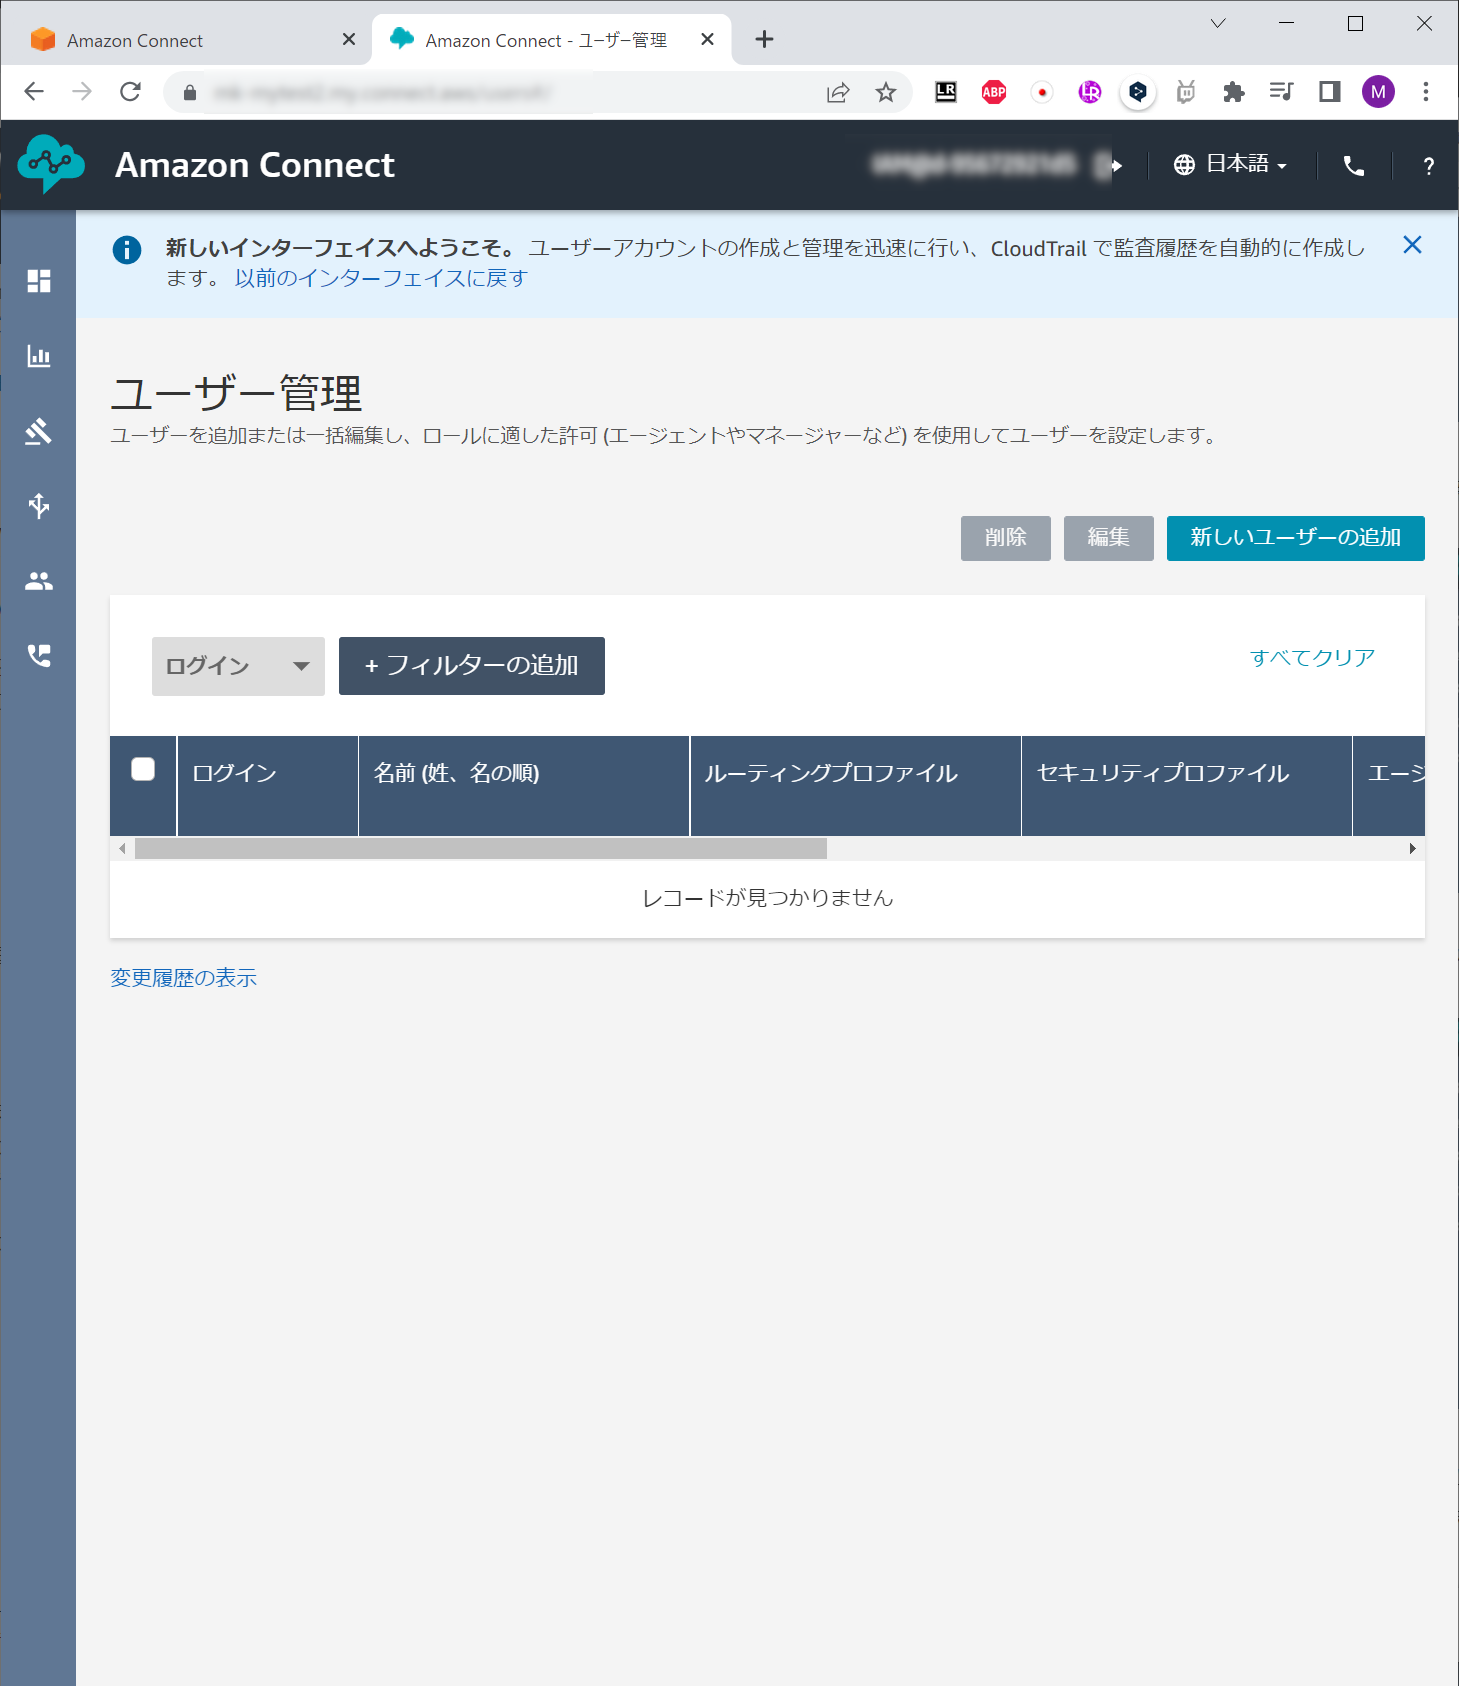 Amazon Connect
Amazon Connect - ユーザー管理
LR
ABP
LR
M
Amazon Connect
日本語
?
新しいインターフェイスへようこそ。 ユーザーアカウントの作成と管理を迅速に行い、CloudTrail で監査履歴を自動的に作成し
ます。 以前のインターフェイスに戻す
ユーザー管理
ユーザーを追加または一括編集し、ロールに適した許可 (エージェントやマネージャーなど) を使用してユーザーを設定します。
削除 編集 新しいユーザーの追加
ログイン + フィルターの追加 すべてクリア
ログイン 名前 (姓、名の順) ルーティングプロファイル セキュリティプロファイル エージ
レコードが見つかりません
変更履歴の表示